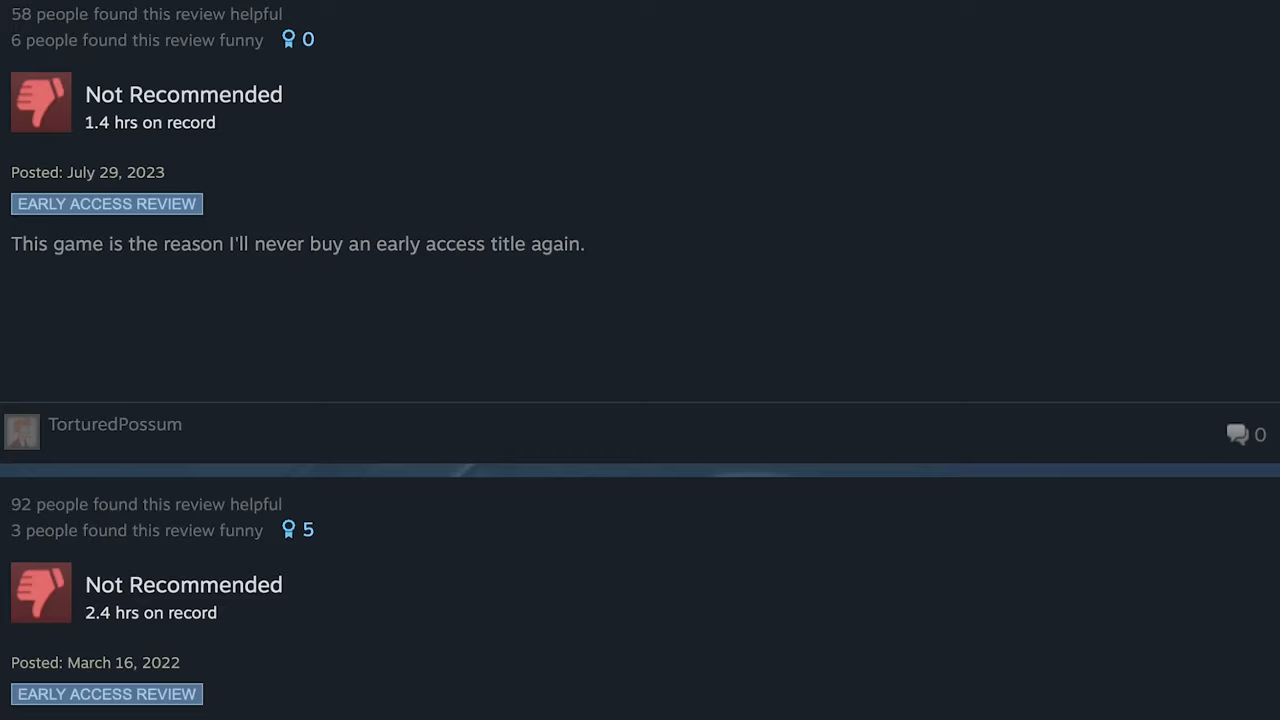 58 people found this review helpful
6 people found this review funny 0
Not Recommended
1.4 hrs on record
Posted: July 29, 2023
EARLY ACCESS REVIEW
This game is the reason I'll never buy an early access title again.
TorturedPossum 0
92 people found this review helpful
3 people found this review funny 5
Not Recommended
2.4 hrs on record
Posted: March 16, 2022
EARLY ACCESS REVIEW